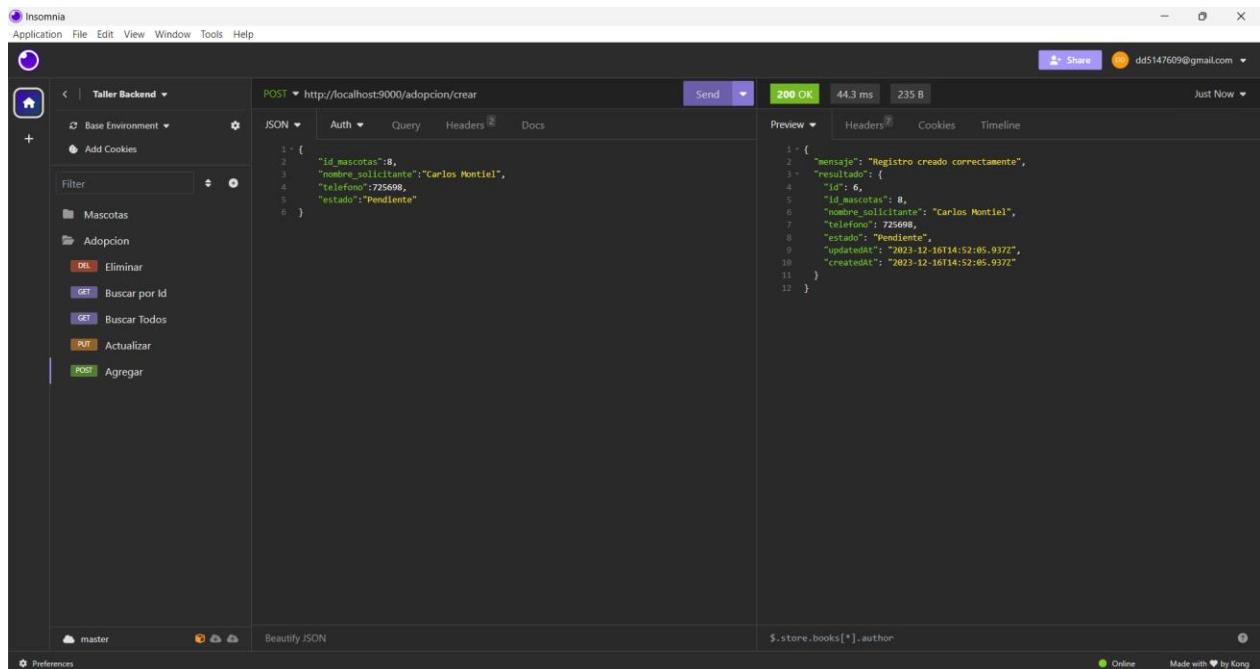 Insomnia
Application File Edit View Window Tools Help
Share
DD
dd5147609@gmail.com
Taller Backend
POST http://localhost:9000/adopcion/crear
Send
200 OK 44.3 ms 235 B
Just Now
Base Environment
JSON Auth Query Headers 2 Docs
Preview Headers 7 Cookies Timeline
Add Cookies
Filter
Mascotas
Adopcion
DEL Eliminar
GET Buscar por Id
GET Buscar Todos
PUT Actualizar
POST Agregar
1 {
2 "id_mascotas":8,
3 "nombre_solicitante":"Carlos Montiel",
4 "telefono":725698,
5 "estado":"Pendiente"
6 }
1 {
2 "mensaje": "Registro creado correctamente",
3 "resultado": {
4 "id": 6,
5 "id_mascotas": 8,
6 "nombre_solicitante": "Carlos Montiel",
7 "telefono": 725698,
8 "estado": "Pendiente",
9 "updatedAt": "2023-12-16T14:52:05.937Z",
10 "createdAt": "2023-12-16T14:52:05.937Z"
11 }
12 }
master
Beautify JSON
$.store.books[*].author
Preferences
Online
Made with ♥ by Kong